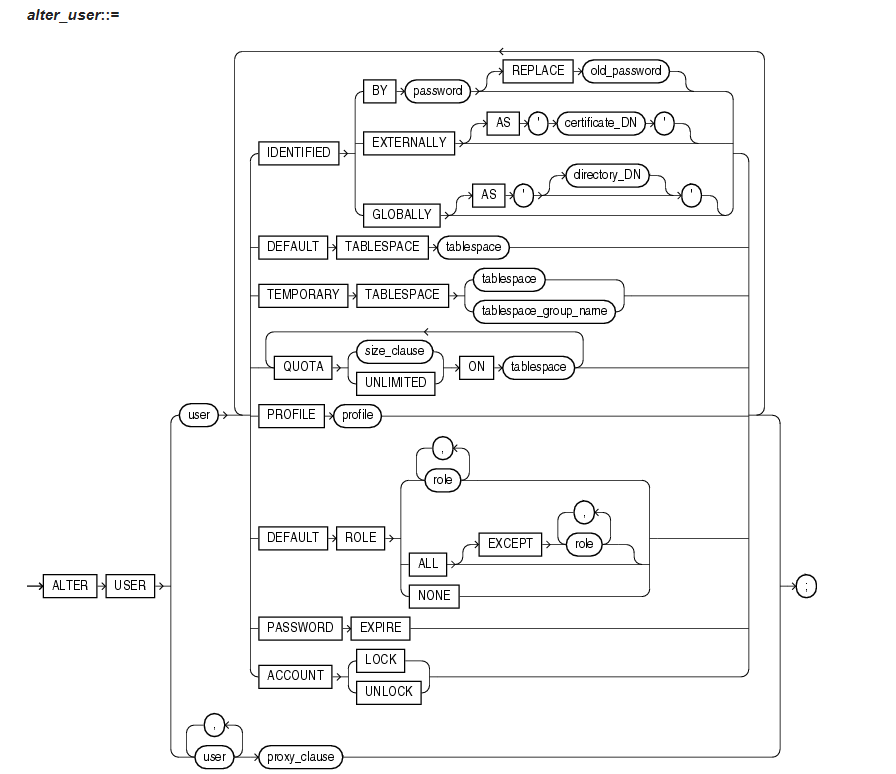 alter_user::=
REPLACE old_password
BY password
AS ' certificate_DN '
EXTERNALLY
IDENTIFIED
directory_DN
AS ' '
GLOBALLY
DEFAULT TABLESPACE tablespace
tablespace
TEMPORARY TABLESPACE
tablespace_group_name
size_clause
QUOTA ON tablespace
UNLIMITED
user PROFILE profile
,
role
,
DEFAULT ROLE EXCEPT role
ALL
ALTER USER ;
NONE
PASSWORD EXPIRE
LOCK
ACCOUNT
UNLOCK
,
user proxy_clause